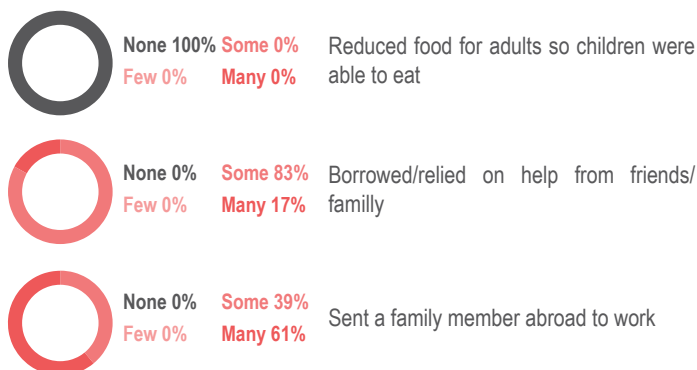 None 100% Some 0%
Few 0% Many 0%
Reduced food for adults so children were
able to eat
None 0% Some 83%
Few 0% Many 17%
Borrowed/relied on help from friends/
familly
None 0% Some 39%
Few 0% Many 61%
Sent a family member abroad to work